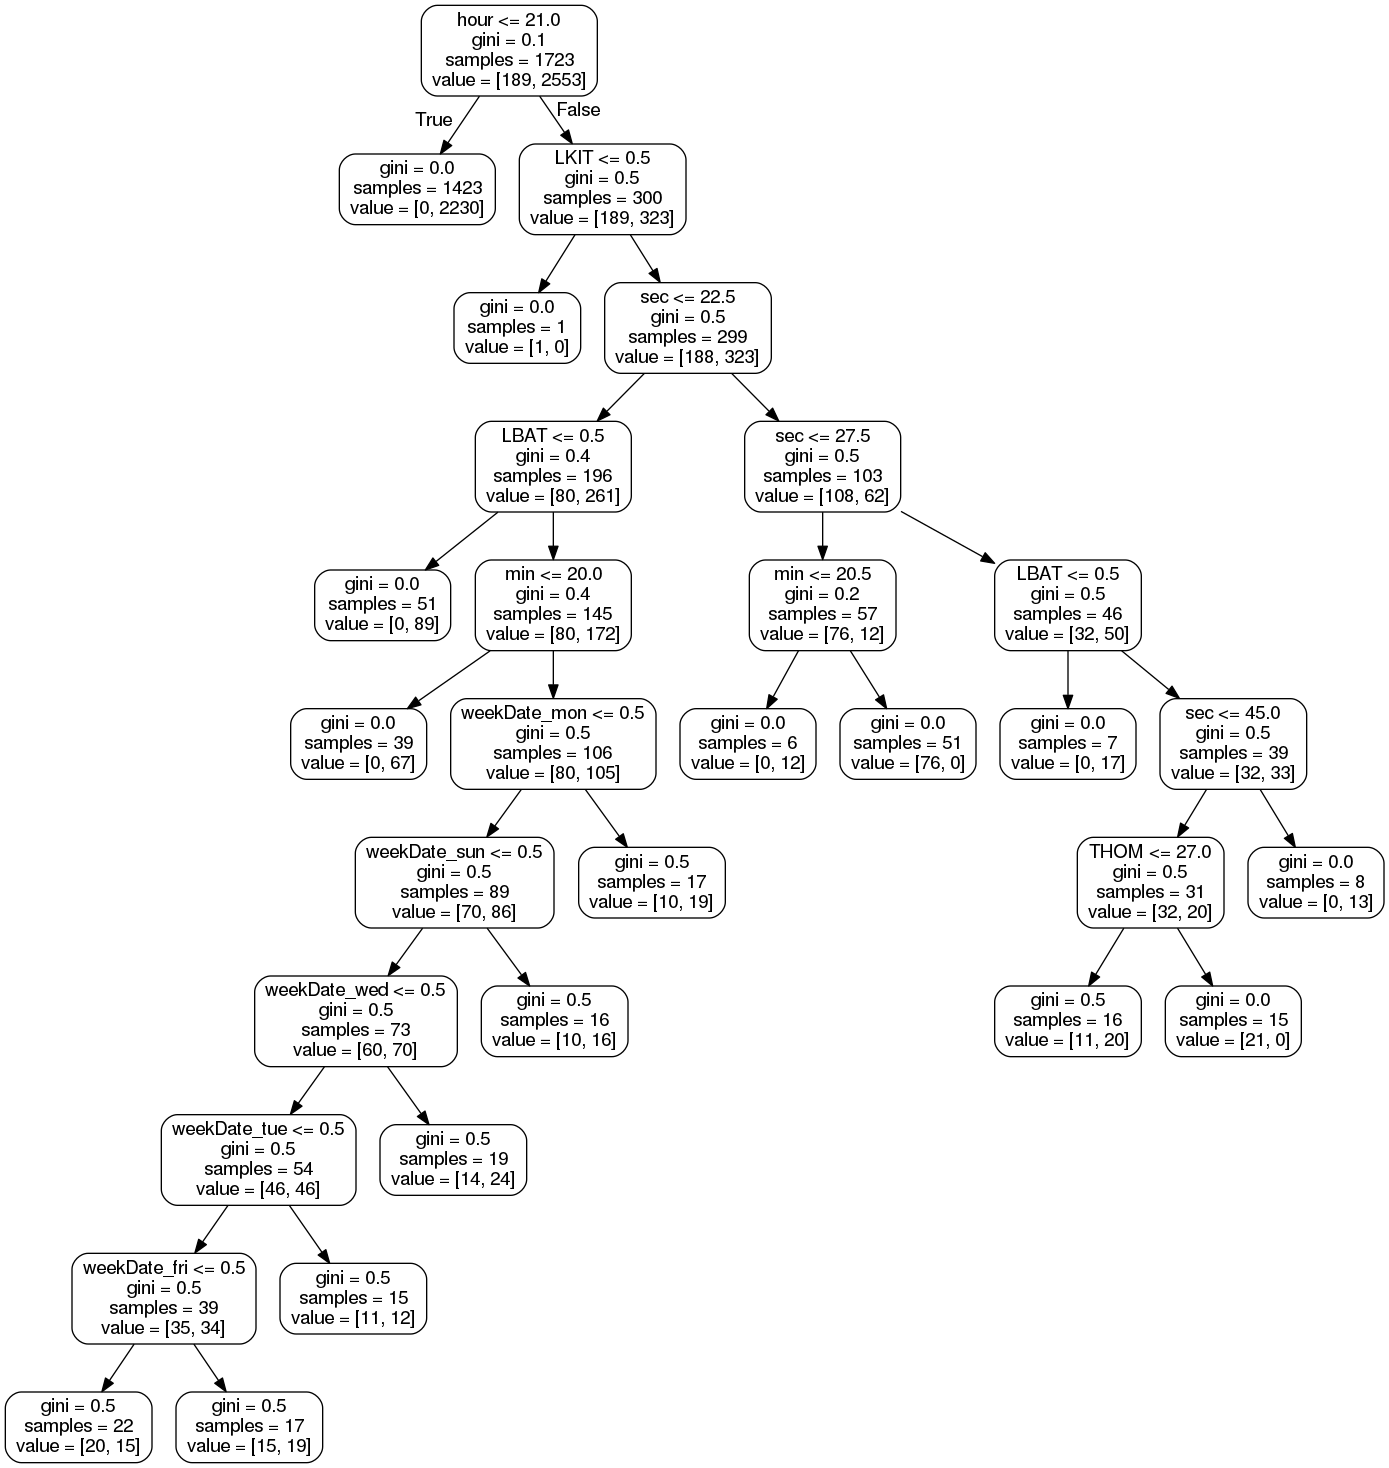 hour <= 21.0
gini = 0.1
samples = 1723
value = [189, 2553]
True
False
gini = 0.0
samples = 1423
value = [0, 2230]
LKIT <= 0.5
gini = 0.5
samples = 300
value = [189, 323]
gini = 0.0
samples = 1
value = [1, 0]
sec <= 22.5
gini = 0.5
samples = 299
value = [188, 323]
LBAT <= 0.5
gini = 0.4
samples = 196
value = [80, 261]
sec <= 27.5
gini = 0.5
samples = 103
value = [108, 62]
gini = 0.0
samples = 51
value = [0, 89]
min <= 20.0
gini = 0.4
samples = 145
value = [80, 172]
min <= 20.5
gini = 0.2
samples = 57
value = [76, 12]
LBAT <= 0.5
gini = 0.5
samples = 46
value = [32, 50]
gini = 0.0
samples = 39
value = [0, 67]
weekDate_mon <= 0.5
gini = 0.5
samples = 106
value = [80, 105]
gini = 0.0
samples = 6
value = [0, 12]
gini = 0.0
samples = 51
value = [76, 0]
gini = 0.0
samples = 7
value = [0, 17]
sec <= 45.0
gini = 0.5
samples = 39
value = [32, 33]
weekDate_sun <= 0.5
gini = 0.5
samples = 89
value = [70, 86]
gini = 0.5
samples = 17
value = [10, 19]
THOM <= 27.0
gini = 0.5
samples = 31
value = [32, 20]
gini = 0.0
samples = 8
value = [0, 13]
weekDate_wed <= 0.5
gini = 0.5
samples = 73
value = [60, 70]
gini = 0.5
samples = 16
value = [10, 16]
gini = 0.5
samples = 16
value = [11, 20]
gini = 0.0
samples = 15
value = [21, 0]
weekDate_tue <= 0.5
gini = 0.5
samples = 54
value = [46, 46]
gini = 0.5
samples = 19
value = [14, 24]
weekDate_fri <= 0.5
gini = 0.5
samples = 39
value = [35, 34]
gini = 0.5
samples = 15
value = [11, 12]
gini = 0.5
samples = 22
value = [20, 15]
gini = 0.5
samples = 17
value = [15, 19]